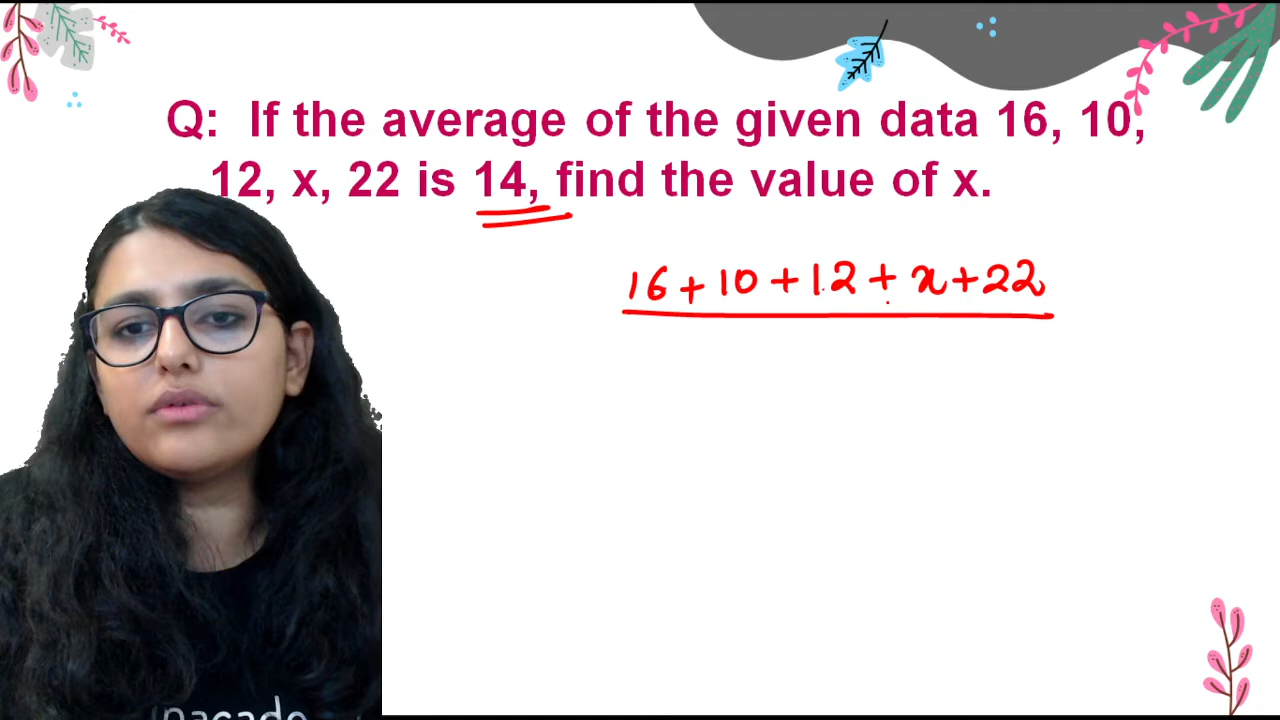 Q: If the average of the given data 16, 10,
12, x, 22 is 14, find the value of x.
16 + 10 + 12 + x + 22